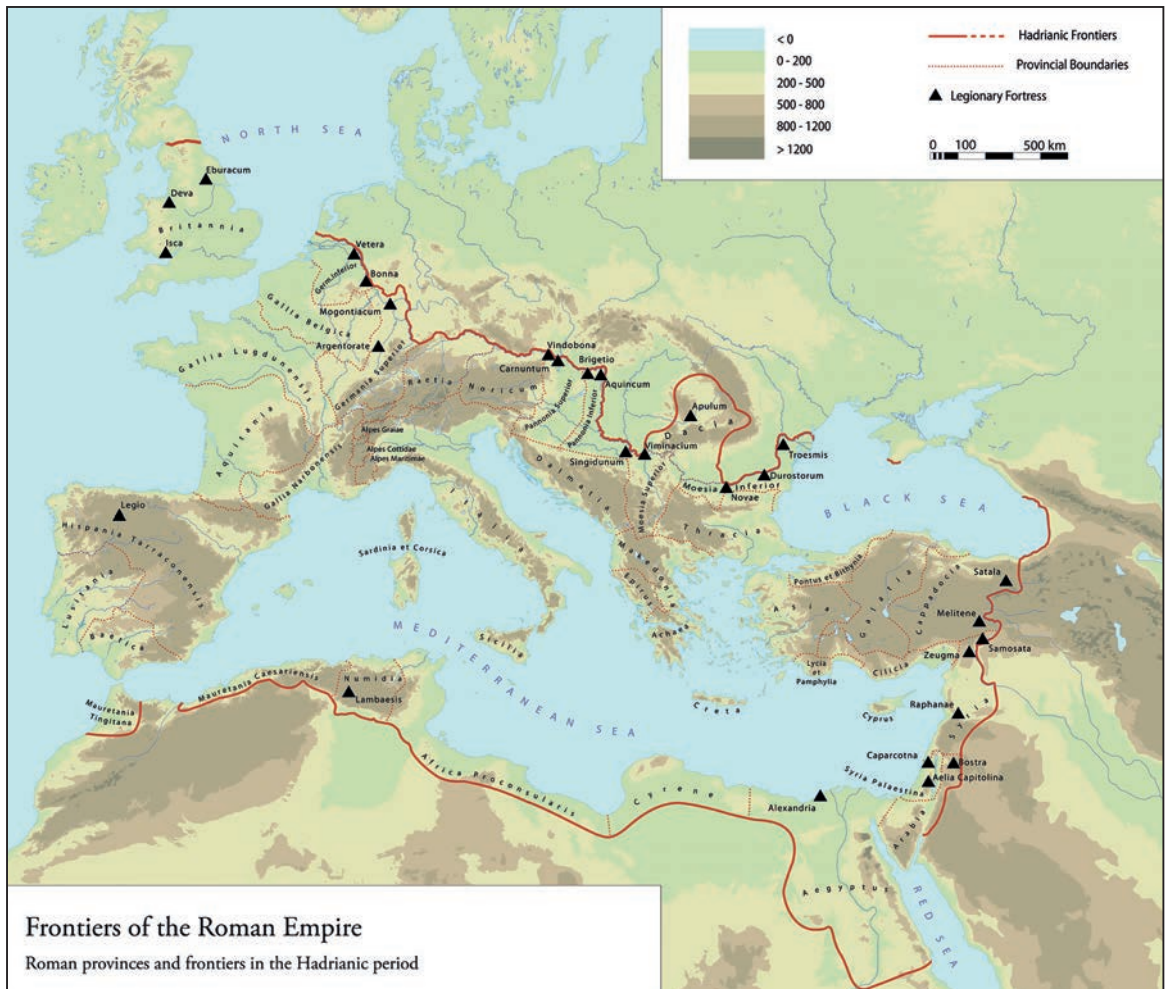 < 0
0 - 200
200 - 500
500 - 800
800 - 1200
> 1200
Hadrianic Frontiers
Provincial Boundaries
Legionary Fortress
0 100 500 km
NORTH SEA
Eburacum
Deva
Britannia
Isca
Vetera
Germ.Inferior
Bonna
Mogontiacum
Gallia Belgica
Argentorate
Gallia Lugdunensis
Germania Superior
Vindobona
Carnuntum
Brigetio
Aquincum
Raetia
Noricum
Pannonia Superior
Pannonia Inferior
Apulum
Dacia
Aquitania
Alpes Graiae
Alpes Cottidae
Alpes Maritimae
Gallia Narbonensis
Singidunum
Viminacium
Troesmis
Durostorum
Moesia Inferior
Novae
Moesia Superior
Dalmatia
Italia
Legio
Hispania Tarraconensis
Lusitania
Baetica
Sardinia et Corsica
Thracia
BLACK SEA
Makedonia
Epirus
Achaea
Pontus et Bithynia
Satala
Asia
Galatia
Cappadocia
Melitene
Samosata
Zeugma
Lycia
et
Pamphylia
Cilicia
Sicilia
MEDITERRANEAN SEA
Creta
Cyprus
Raphanae
Syria
Mauretania
Tingitana
Mauretania Caesariensis
Numidia
Lambaesis
Africa Proconsularis
Cyrene
Alexandria
Caparcotna
Bostra
Syria Palaestina
Aelia Capitolina
Arabia
Aegyptus
RED SEA
Frontiers of the Roman Empire
Roman provinces and frontiers in the Hadrianic period